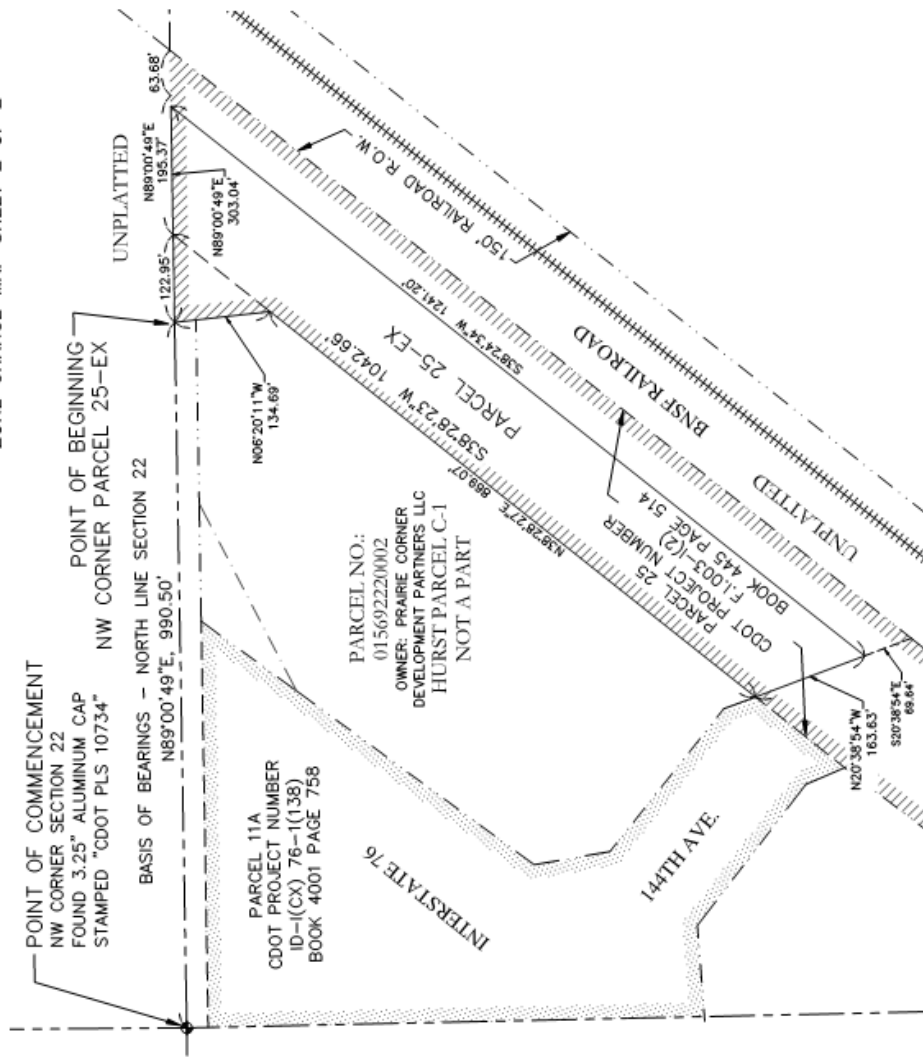 POINT OF COMMENCEMENT
NW CORNER SECTION 22
FOUND 3.25" ALUMINUM CAP
STAMPED "CDOT PLS 10734"
POINT OF BEGINNING
NW CORNER PARCEL 25-EX
BASIS OF BEARINGS - NORTH LINE SECTION 22
N89°00'49"E, 990.50'
UNPLATTED
122.95'
N89°00'49"E
195.37'
63.68'
N89°00'49"E
303.04'
N06°20'11"W
134.69'
150' RAILROAD R.O.W.
S38°24'34"W 1241.20'
PARCEL 25-EX
S38°28'23"W 1042.66'
869.07'
N38°28'27"E
BNSF RAILROAD
UNPLATTED
PARCEL 25
CDOT PROJECT NUMBER
F.I.003-I(2)
BOOK 445 PAGE 514
PARCEL NO.:
0156922200002
OWNER: PRAIRIE CORNER
DEVELOPMENT PARTNERS LLC
HURST PARCEL C-1
NOT A PART
PARCEL 11A
CDOT PROJECT NUMBER
ID-I(CX) 76-1(138)
BOOK 4001 PAGE 758
INTERSTATE 76
144TH AVE.
N20°38'54"W
163.63'
S20°38'54"E
69.64'